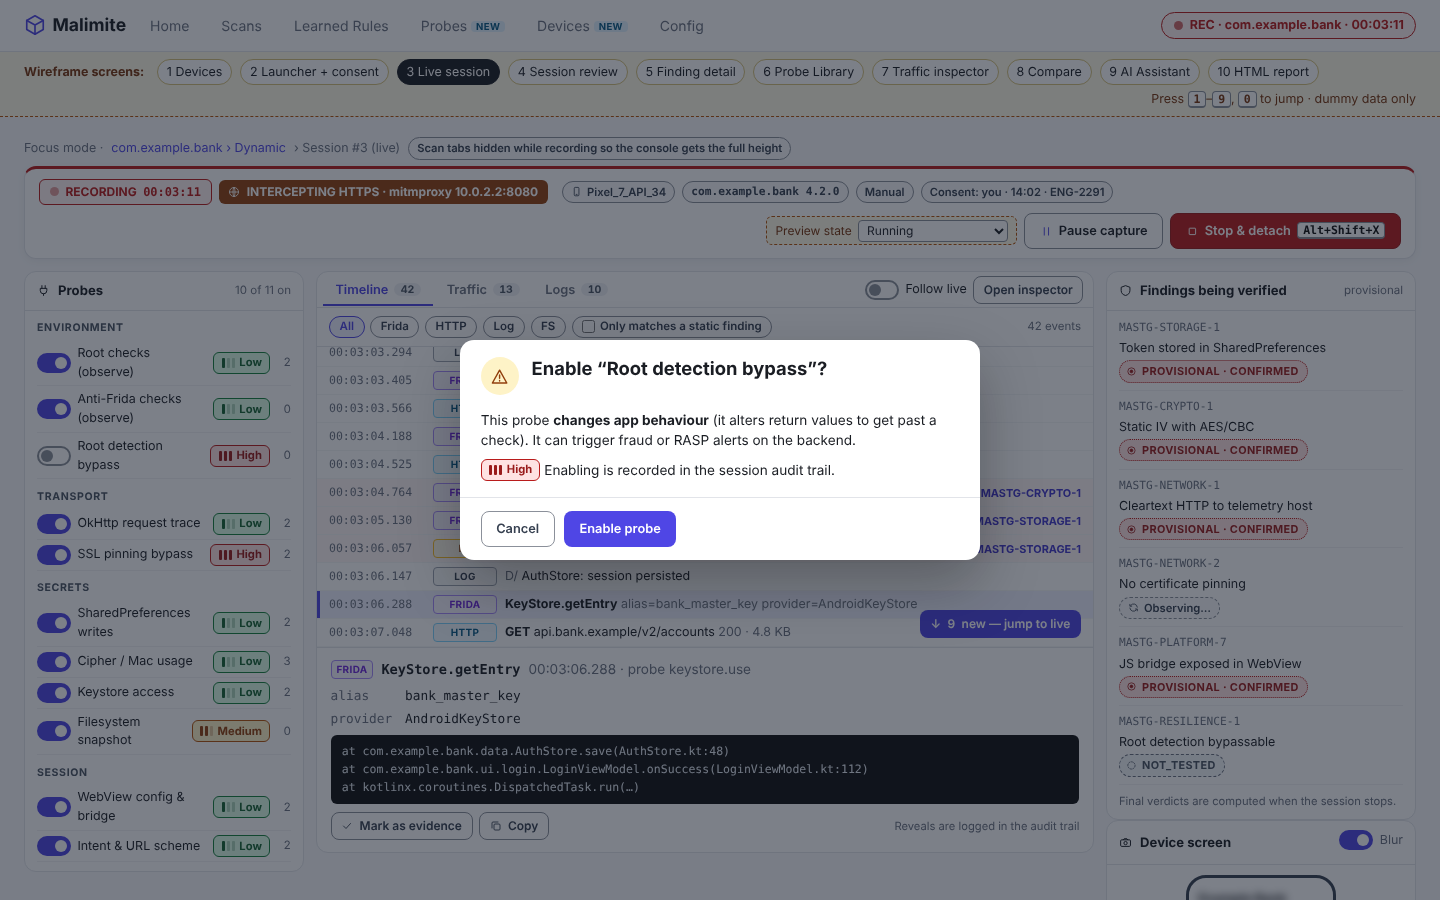 Malimite Home Scans Learned Rules Probes NEW Devices NEW Config REC · com.example.bank · 00:03:11
Wireframe screens: 1 Devices 2 Launcher + consent 3 Live session 4 Session review 5 Finding detail 6 Probe Library 7 Traffic inspector 8 Compare 9 AI Assistant 10 HTML report
Press 1–9, 0 to jump · dummy data only
Focus mode · com.example.bank › Dynamic › Session #3 (live) Scan tabs hidden while recording so the console gets the full height
RECORDING 00:03:11 INTERCEPTING HTTPS · mitmproxy 10.0.2.2:8080 Pixel_7_API_34 com.example.bank 4.2.0 Manual Consent: you · 14:02 · ENG-2291
Preview state Running Pause capture Stop & detach Alt+Shift+X
Probes 10 of 11 on
ENVIRONMENT
Root checks
(observe) Low 2
Anti-Frida checks
(observe) Low 0
Root detection
bypass High 0
TRANSPORT
OkHttp request trace Low 2
SSL pinning bypass High 2
SECRETS
SharedPreferences
writes Low 2
Cipher / Mac usage Low 3
Keystore access Low 2
Filesystem
snapshot Medium 0
SESSION
WebView config &
bridge Low 2
Intent & URL scheme Low 2
Timeline 42 Traffic 13 Logs 10 Follow live Open inspector
All Frida HTTP Log FS Only matches a static finding 42 events
00:03:03.294
00:03:03.405
00:03:03.566
00:03:04.188
00:03:04.525
00:03:04.764 MASTG-CRYPTO-1
00:03:05.130 MASTG-STORAGE-1
00:03:06.057 MASTG-STORAGE-1
00:03:06.147 LOG D/ AuthStore: session persisted
00:03:06.288 FRIDA KeyStore.getEntry alias=bank_master_key provider=AndroidKeyStore
00:03:07.048 HTTP GET api.bank.example/v2/accounts 200 · 4.8 KB
9 new — jump to live
FRIDA KeyStore.getEntry 00:03:06.288 · probe keystore.use
alias bank_master_key
provider AndroidKeyStore
at com.example.bank.data.AuthStore.save(AuthStore.kt:48)
at com.example.bank.ui.login.LoginViewModel.onSuccess(LoginViewModel.kt:112)
at kotlinx.coroutines.DispatchedTask.run(…)
Mark as evidence Copy Reveals are logged in the audit trail
Enable “Root detection bypass”?
This probe changes app behaviour (it alters return values to get past a
check). It can trigger fraud or RASP alerts on the backend.
High Enabling is recorded in the session audit trail.
Cancel Enable probe
Findings being verified provisional
MASTG-STORAGE-1
Token stored in SharedPreferences
PROVISIONAL · CONFIRMED
MASTG-CRYPTO-1
Static IV with AES/CBC
PROVISIONAL · CONFIRMED
MASTG-NETWORK-1
Cleartext HTTP to telemetry host
PROVISIONAL · CONFIRMED
MASTG-NETWORK-2
No certificate pinning
Observing…
MASTG-PLATFORM-7
JS bridge exposed in WebView
PROVISIONAL · CONFIRMED
MASTG-RESILIENCE-1
Root detection bypassable
NOT_TESTED
Final verdicts are computed when the session stops.
Device screen Blur